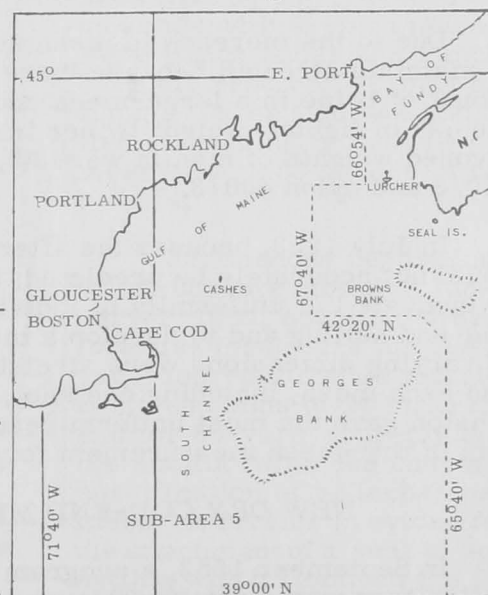 45°
E. PORT
BAY OF
FUNDY
66°54' W
ROCKLAND
LURCHER
PORTLAND
GULF OF MAINE
67°40' W
SEAL IS.
CASHES
BROWNS
BANK
GLOUCESTER
BOSTON
42°20' N
CAPE COD
SOUTH
CHANNEL
GEORGES
BANK
65°40' W
71°40' W
SUB-AREA 5
39°00' N